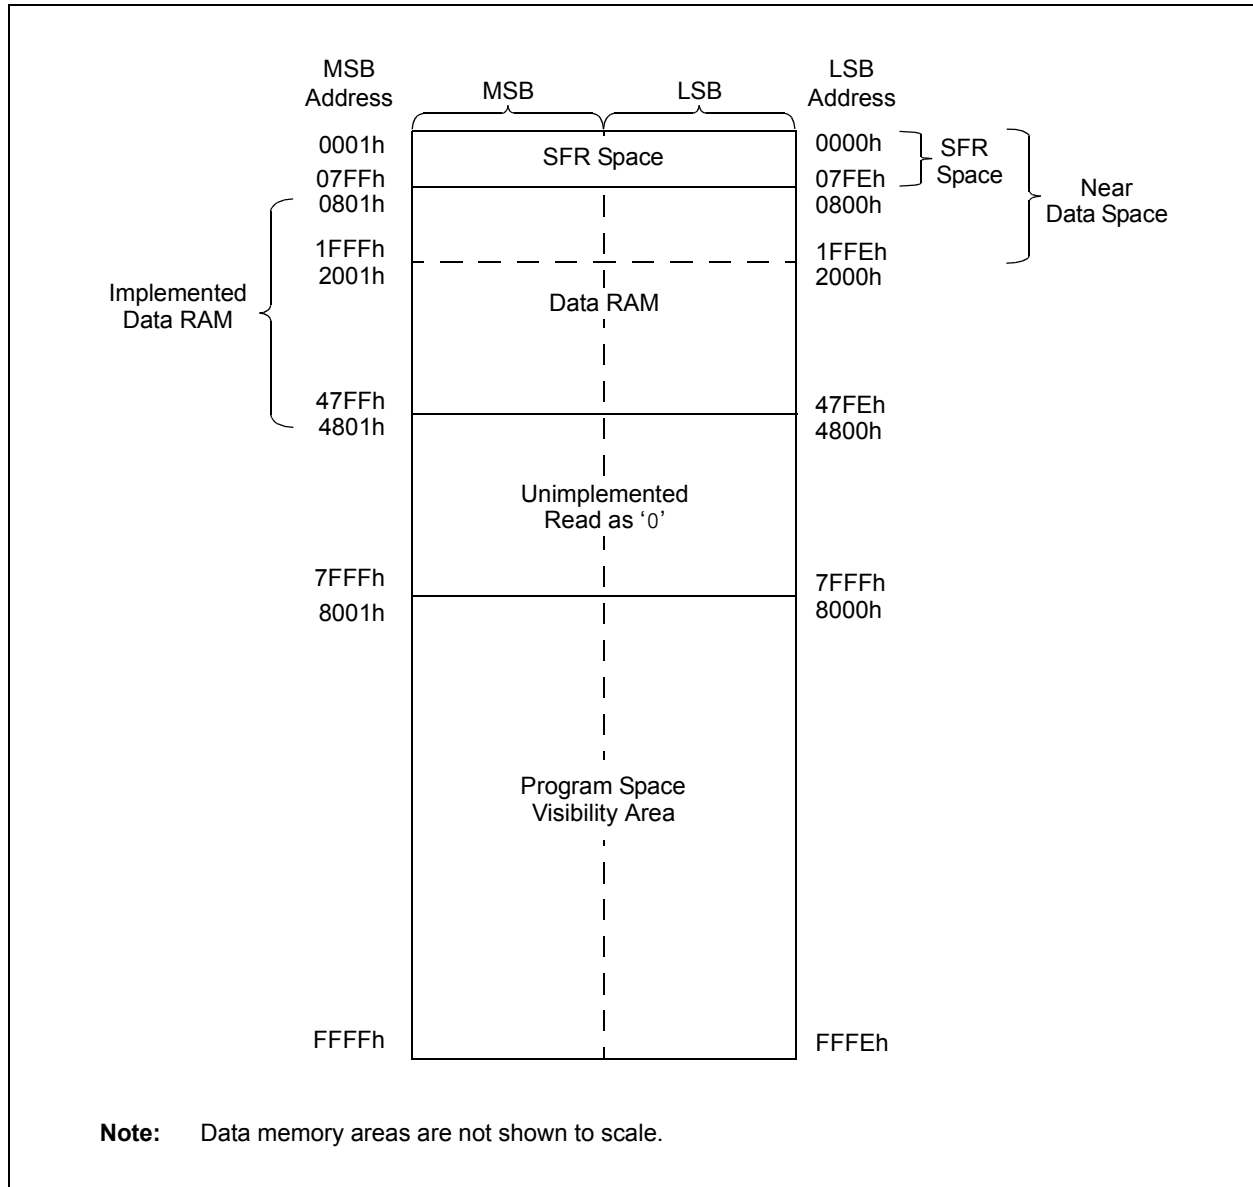 MSB
Address
MSB
LSB
LSB
Address
0001h
SFR Space
0000h
SFR
Space
07FFh
07FEh
0801h
0800h
Near
Data Space
1FFFh
1FFEh
2001h
2000h
Implemented
Data RAM
Data RAM
47FFh
47FEh
4801h
4800h
Unimplemented
Read as ‘0’
7FFFh
7FFFh
8001h
8000h
Program Space
Visibility Area
FFFFh
FFFEh
Note: Data memory areas are not shown to scale.